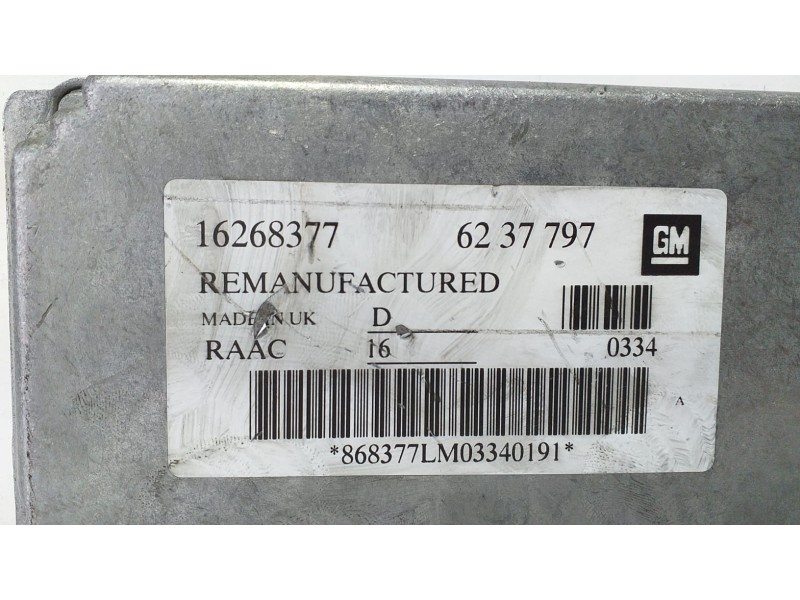 16268377 62 37 797 GM
REMANUFACTURED
MADE IN UK D
RAAC 16 0334
A
*868377LM03340191*